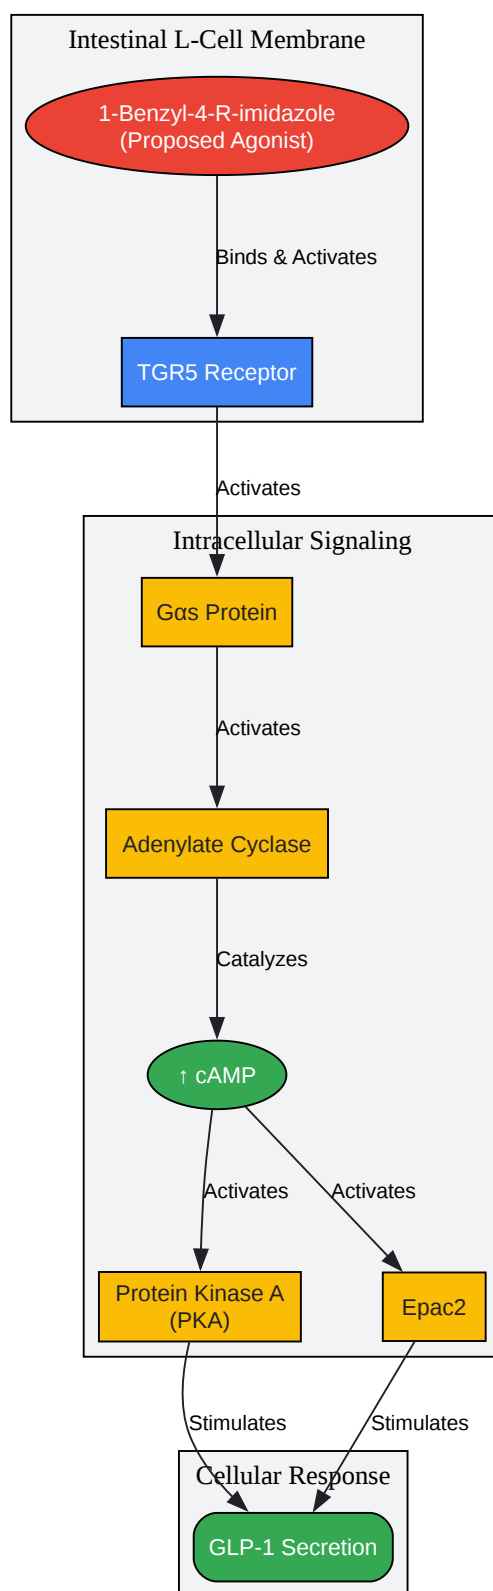 Intestinal L-Cell Membrane
1-Benzyl-4-R-imidazole
(Proposed Agonist)
Binds & Activates
TGR5 Receptor
Activates
Intracellular Signaling
Gαs Protein
Activates
Adenylate Cyclase
Catalyzes
↑ cAMP
Activates
Activates
Protein Kinase A
(PKA)
Epac2
Stimulates
Stimulates
Cellular Response
GLP-1 Secretion